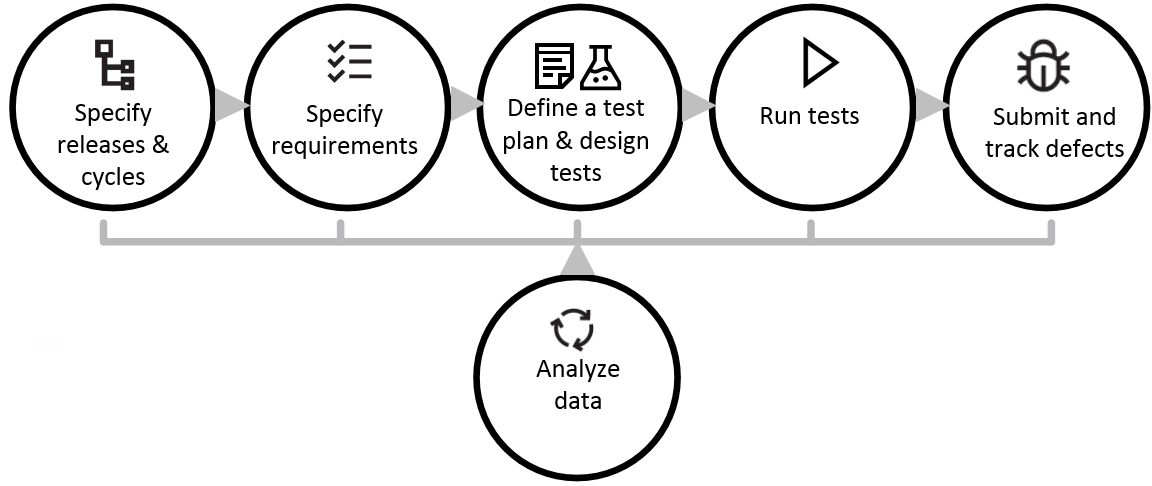 Specify
releases &
cycles
Specify
requirements
Define a test
plan & design
tests
Run tests
Submit and
track defects
Analyze
data